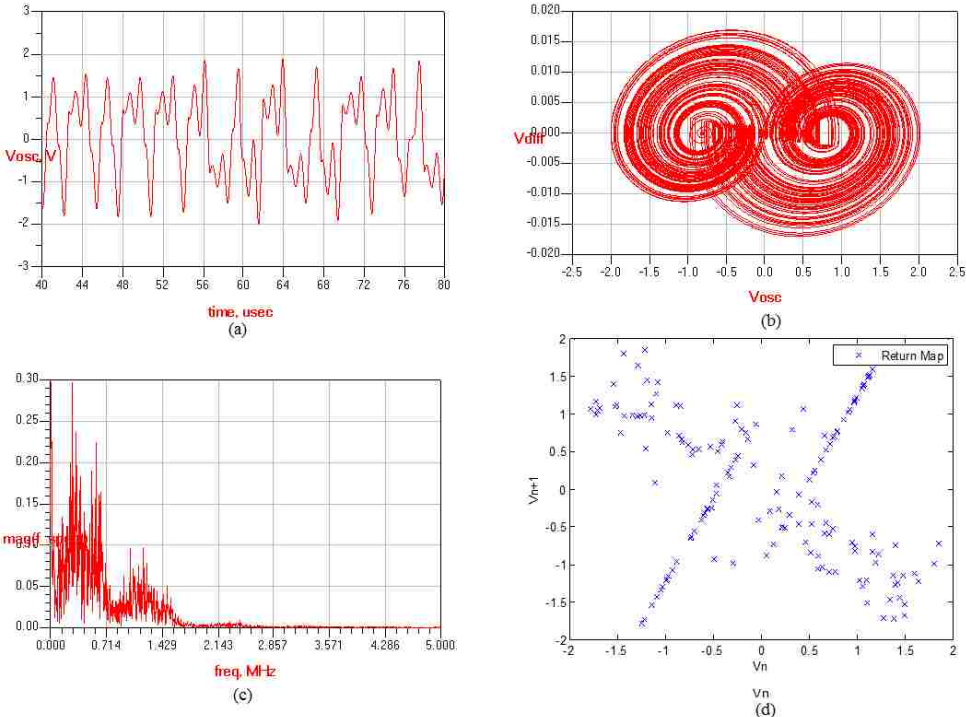 3
2
1
0
-1
-2
-3
Vosc, V
40 44 48 52 56 60 64 68 72 76 80
time, usec
(a)
0.020
0.015
0.010
0.005
0.000
-0.005
-0.010
-0.015
-0.020
Vdiff
-2.5 -2.0 -1.5 -1.0 -0.5 0.0 0.5 1.0 1.5 2.0 2.5
Vosc
(b)
0.30
0.25
0.20
0.15
0.10
0.05
0.00
0.000 0.714 1.429 2.143 2.857 3.571 4.286 5.000
freq, MHz
(c)
Return Map
2
1.5
1
0.5
0
-0.5
-1
-1.5
-2
Vn+1
-2 -1.5 -1 -0.5 0 0.5 1 1.5 2
Vn
Vn
(d)